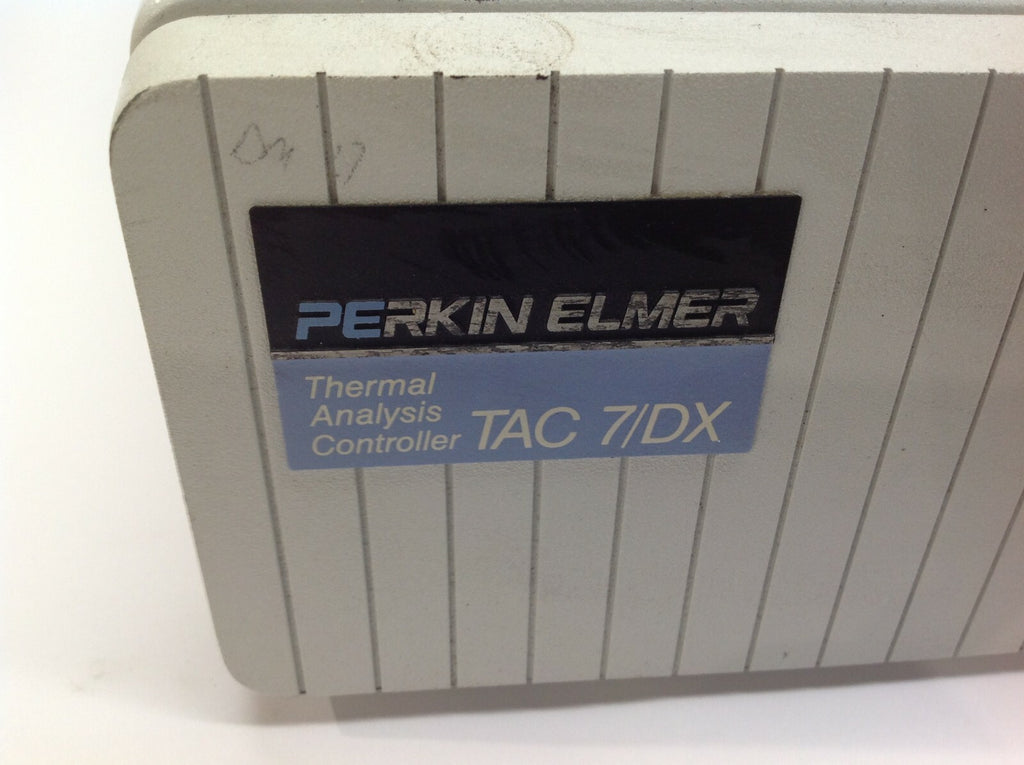 PERKIN ELMER
Thermal
Analysis
Controller
TAC 7/DX